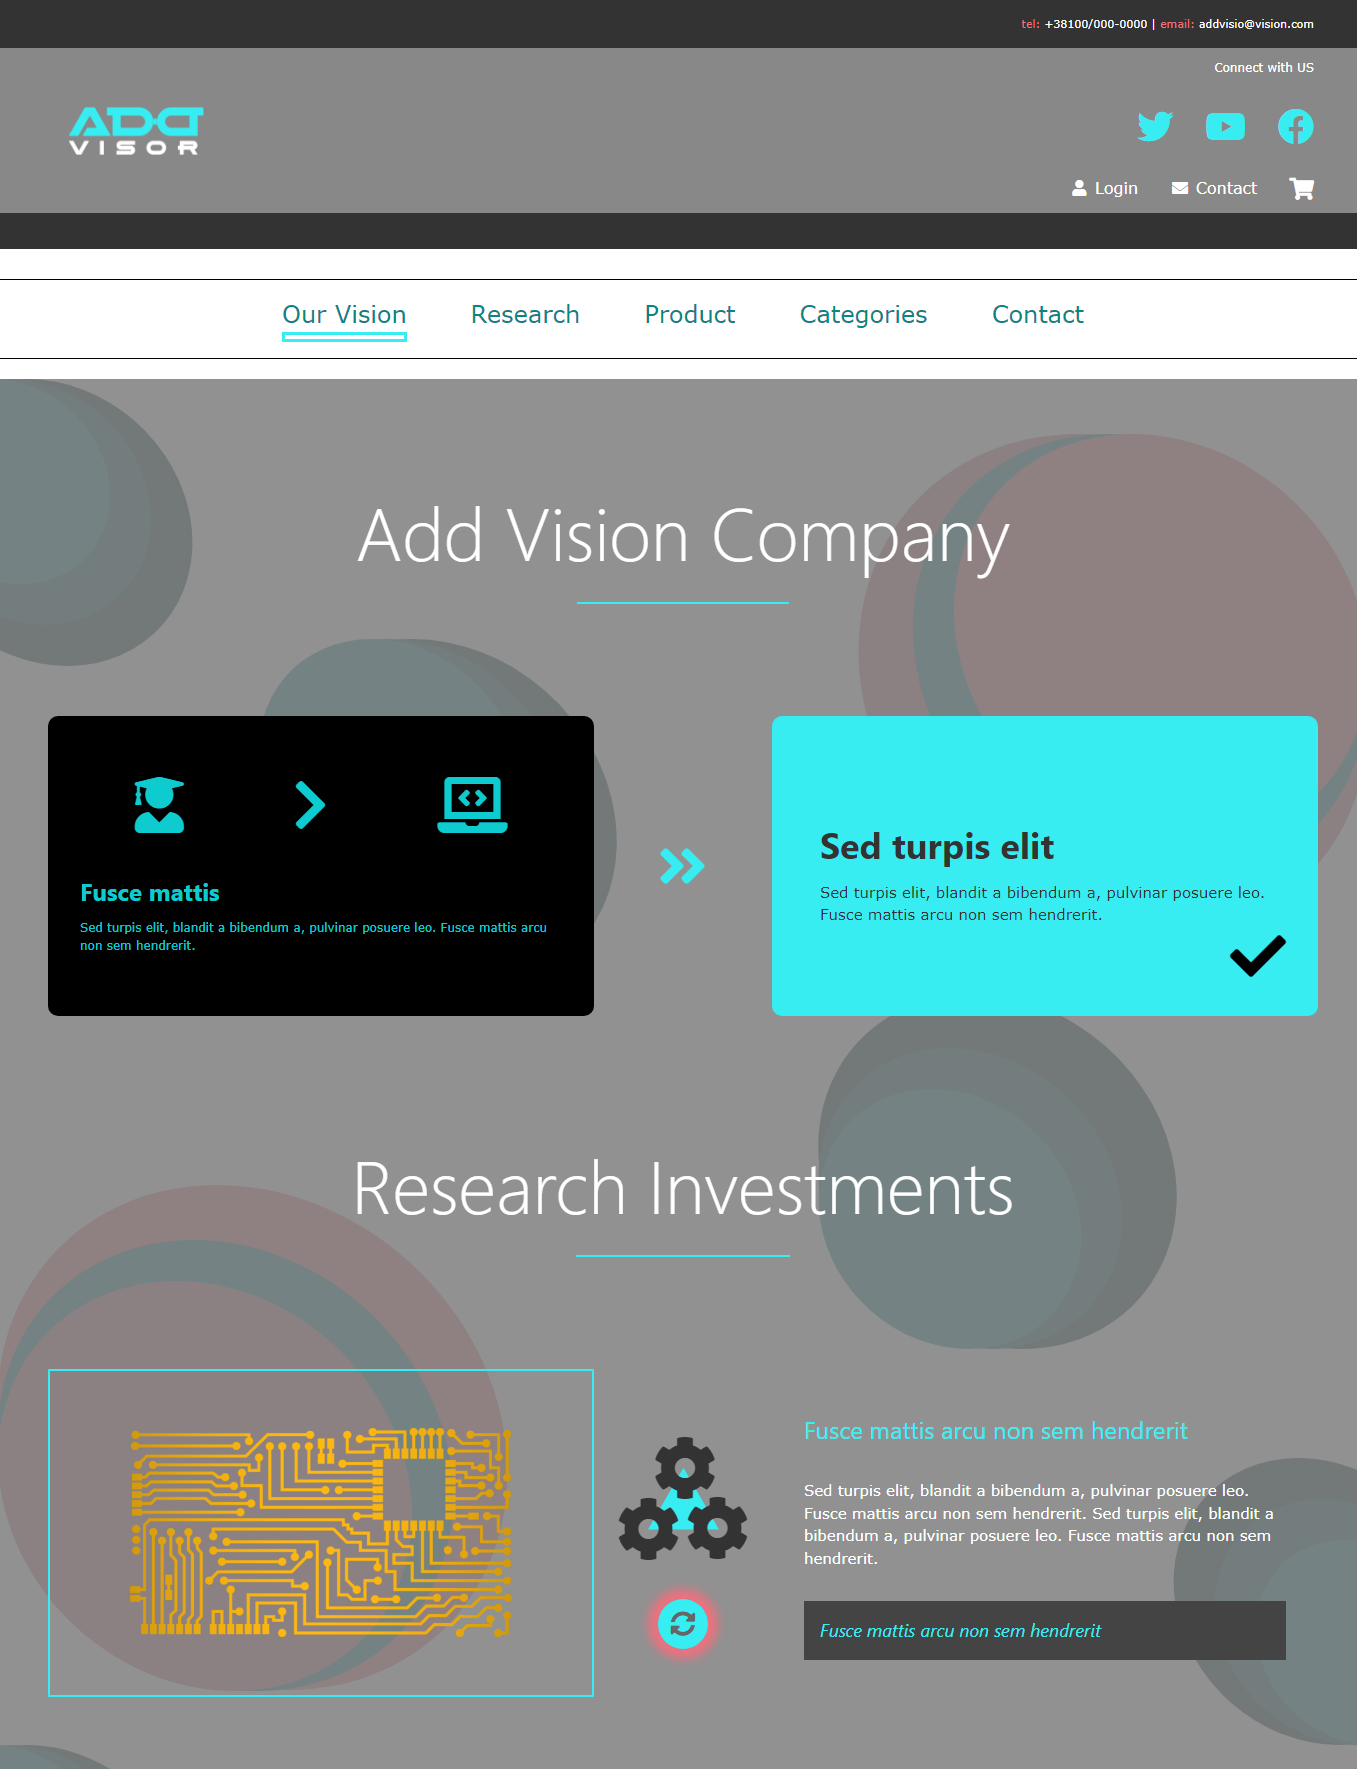 tel: +38100/000-0000 | email: addvisio@vision.com
Connect with US
ADD
VISOR
Login
Contact
Our Vision
Research
Product
Categories
Contact
Add Vision Company
Fusce mattis
Sed turpis elit, blandit a bibendum a, pulvinar posuere leo. Fusce mattis arcu
non sem hendrerit.
Sed turpis elit
Sed turpis elit, blandit a bibendum a, pulvinar posuere leo.
Fusce mattis arcu non sem hendrerit.
Research Investments
Fusce mattis arcu non sem hendrerit
Sed turpis elit, blandit a bibendum a, pulvinar posuere leo.
Fusce mattis arcu non sem hendrerit. Sed turpis elit, blandit a
bibendum a, pulvinar posuere leo. Fusce mattis arcu non sem
hendrerit.
Fusce mattis arcu non sem hendrerit